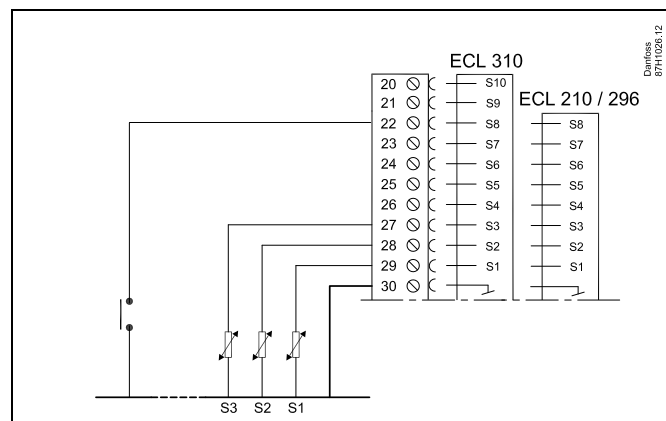 Danfoss
87H1026.12
ECL 310
ECL 210 / 296
20 S10
21 S9
22 S8 S8
23 S7 S7
24 S6 S6
25 S5 S5
26 S4 S4
27 S3 S3
28 S2 S2
29 S1 S1
30
S3 S2 S1